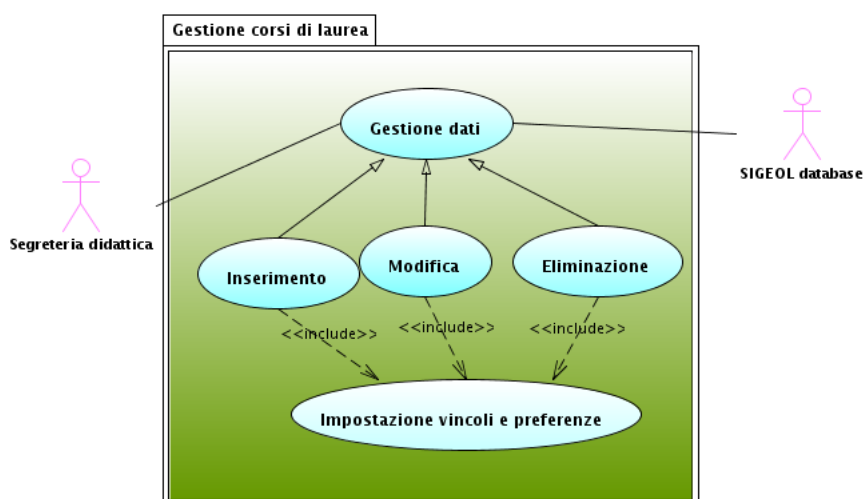 Gestione corsi di laurea
Gestione dati
SIGEOL database
Segreteria didattica
Inserimento
Modifica
Eliminazione
<<include>>
<<include>>
<<include>>
Impostazione vincoli e preferenze